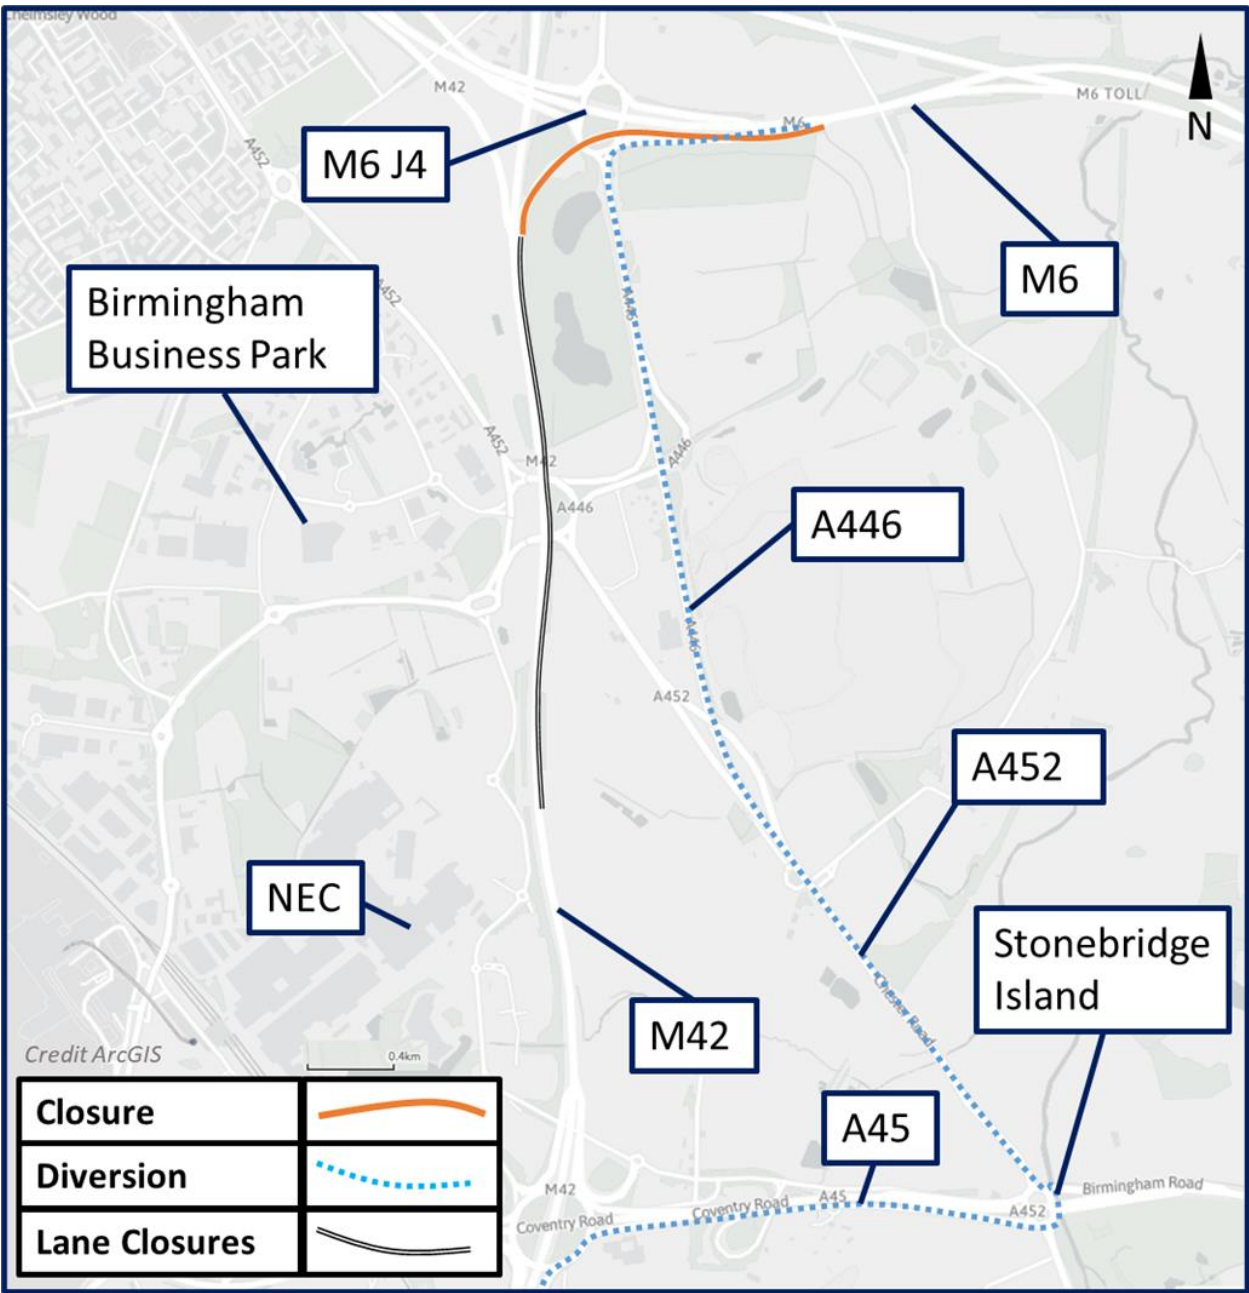 Chelmsley Wood
M42
M6 TOLL
M6
N
A452
M6 J4
M6
A452
A446
Birmingham
Business Park
A452
A446
M42
A446
A446
A446
A452
A452
NEC
Stonebridge
Island
Chester Road
M42
Credit ArcGIS
0.4km
Closure
Diversion
Lane Closures
A45
M42
Coventry Road
Coventry Road
A45
A452
Birmingham Road